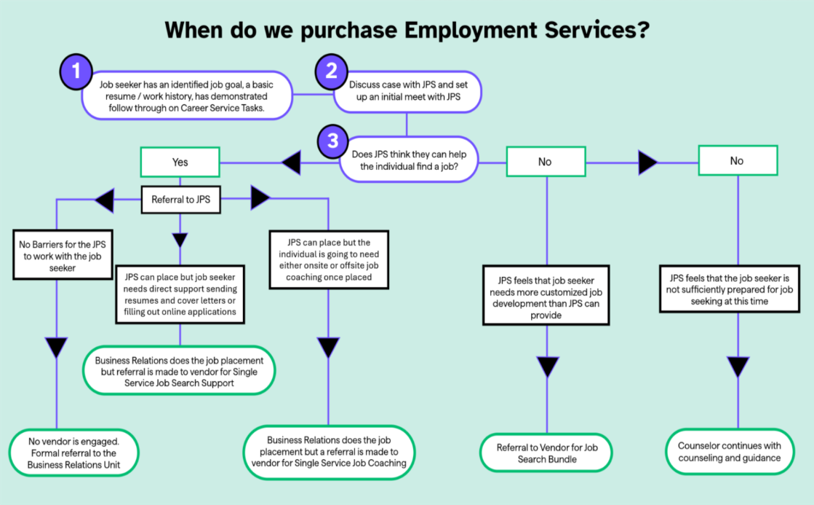 When do we purchase Employment Services?
1
Job seeker has an identified job goal, a basic
resume / work history, has demonstrated
follow through on Career Service Tasks.
2
Discuss case with JPS and set
up an initial meet with JPS
3
Does JPS think they can help
the individual find a job?
Yes
No
No
Referral to JPS
No Barriers for the JPS
to work with the job
seeker
JPS can place but job seeker
needs direct support sending
resumes and cover letters or
filling out online applications
JPS can place but the
individual is going to need
either onsite or offsite job
coaching once placed
JPS feels that job seeker
needs more customized job
development than JPS can
provide
JPS feels that the job seeker is
not sufficiently prepared for job
seeking at this time
Business Relations does the job placement
but referral is made to vendor for Single
Service Job Search Support
No vendor is engaged.
Formal referral to the
Business Relations Unit
Business Relations does the job
placement but a referral is made to
vendor for Single Service Job Coaching
Referral to Vendor for Job
Search Bundle
Counselor continues with
counseling and guidance